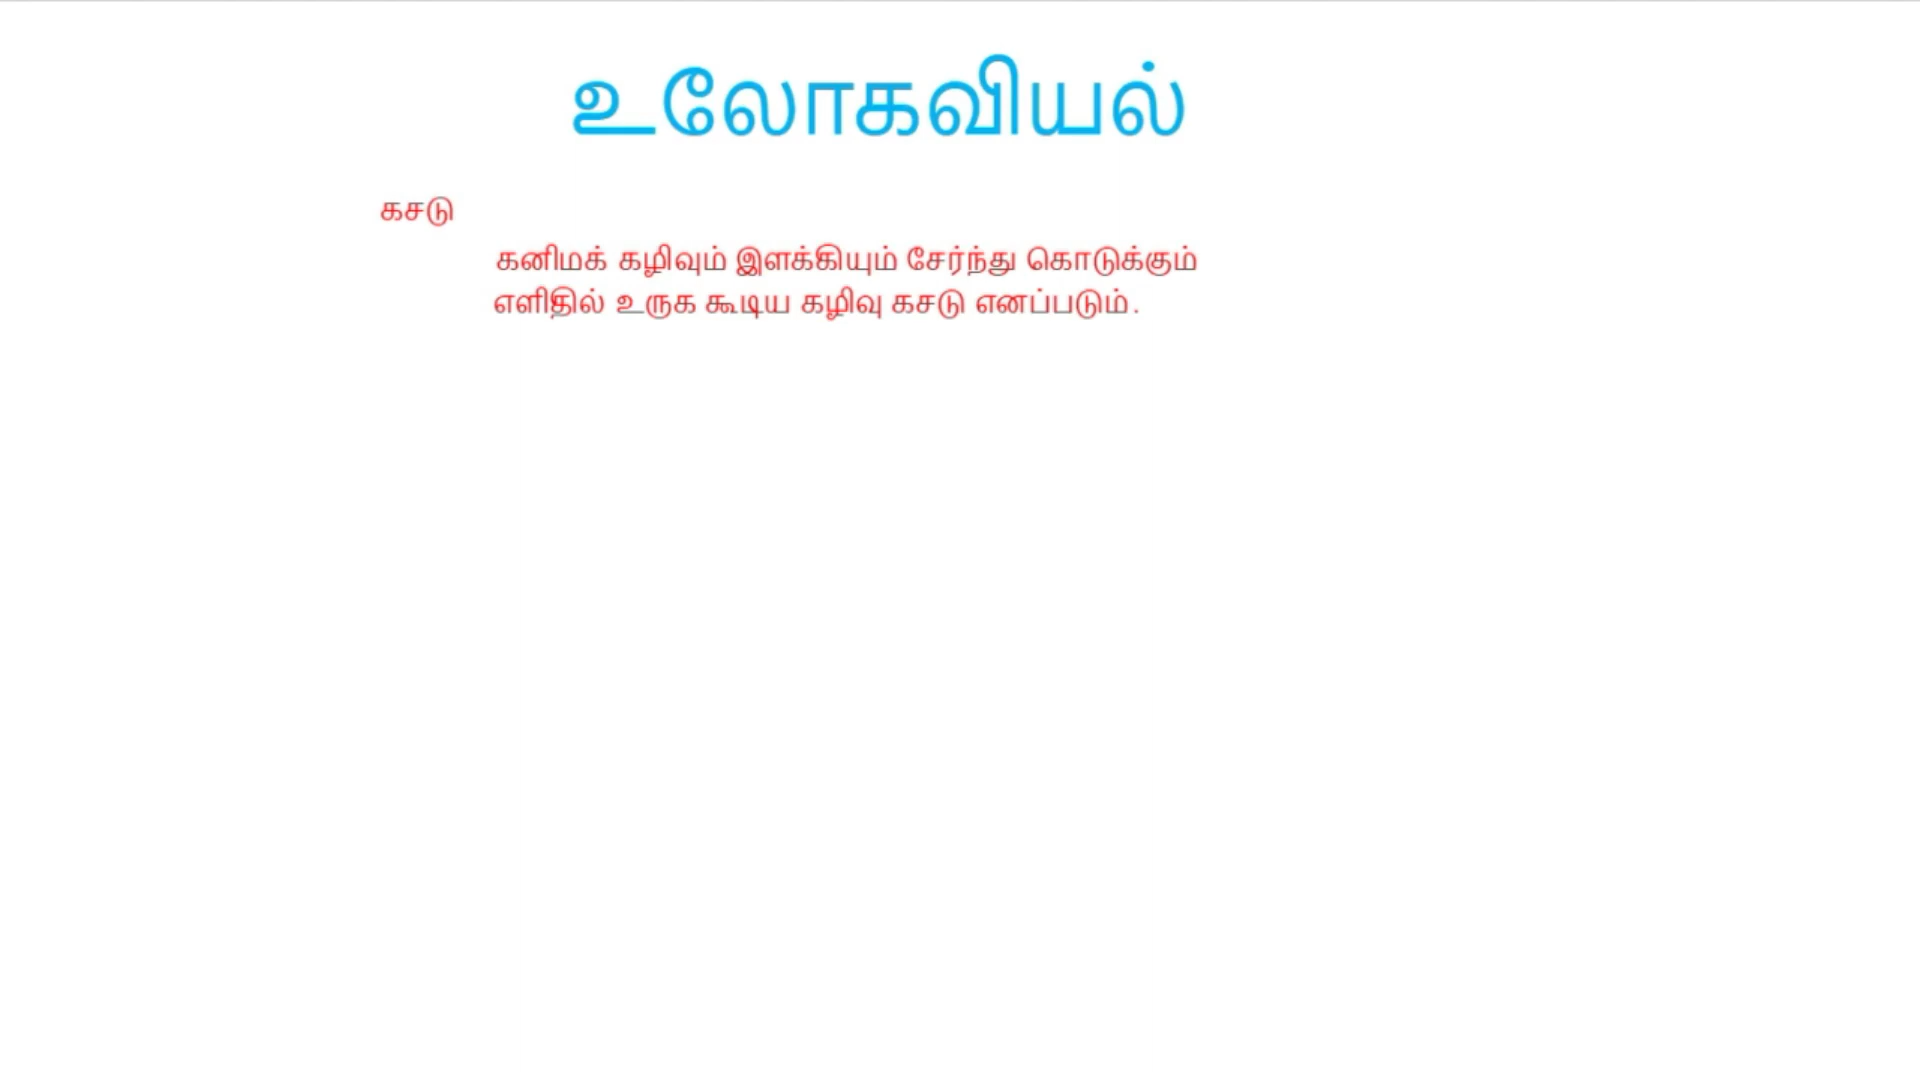 உலோகவியல்
கசடு
கனிமக் கழிவும் இளக்கியும் சேர்ந்து கொடுக்கும்
எளிதில் உருக கூடிய கழிவு கசடு எனப்படும்.